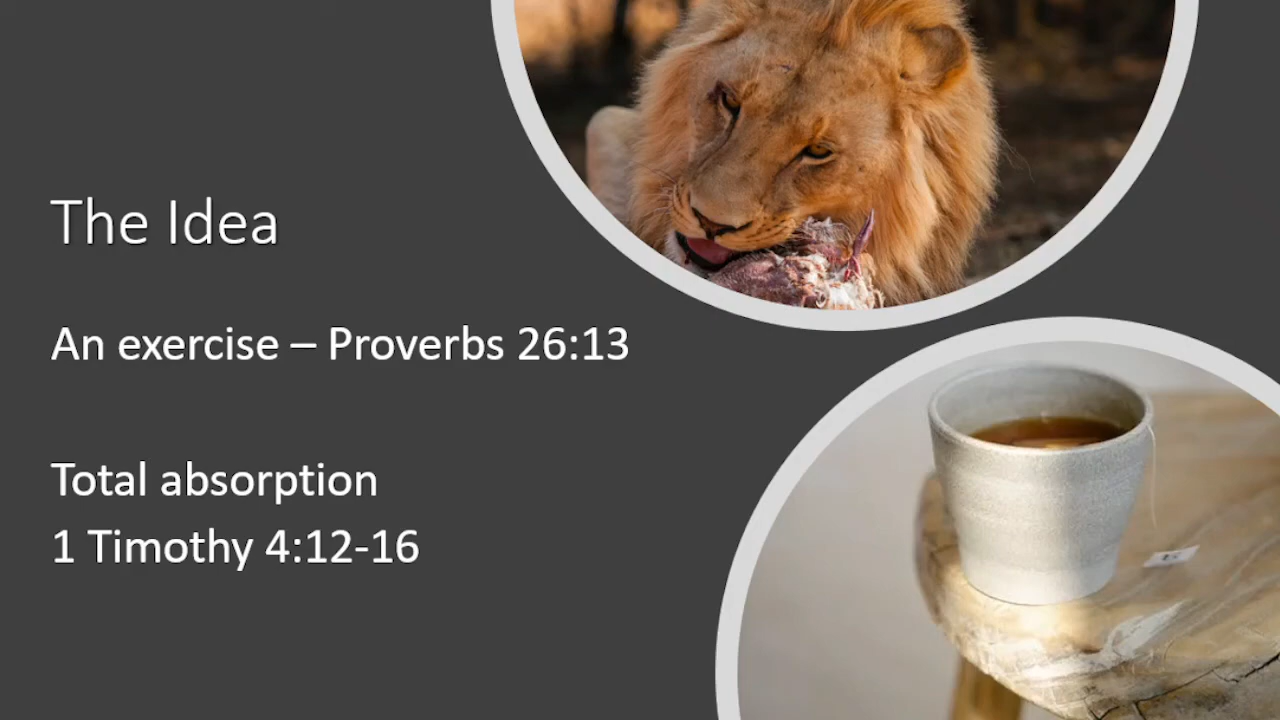 The Idea
An exercise – Proverbs 26:13
Total absorption
1 Timothy 4:12-16